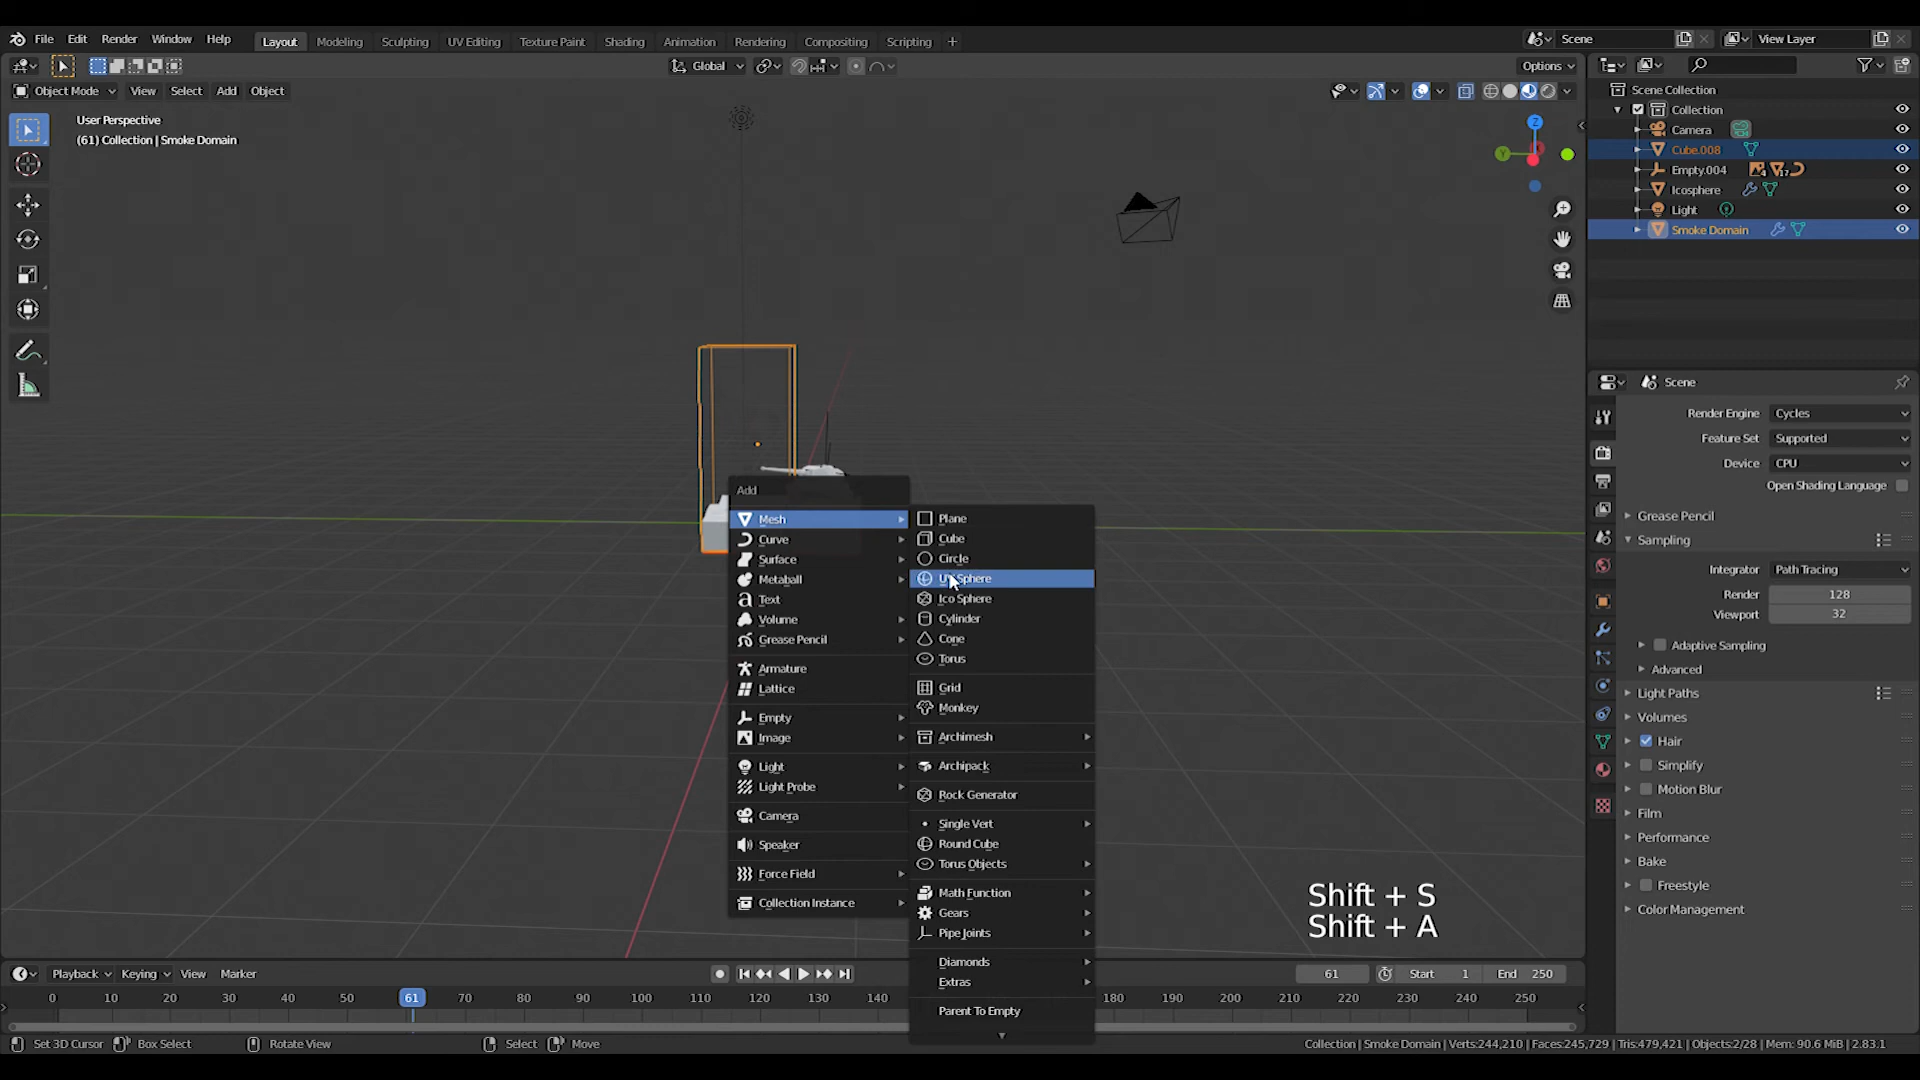 File Edit Render Window Help Layout Modeling Sculpting UV Editing Texture Paint Shading Animation Rendering Compositing Scripting + Scene View Layer
Global Options
Object Mode View Select Add Object
User Perspective
(61) Collection | Smoke Domain
Z
Y
Scene Collection
Collection
Camera
Cube.008
Empty.004
Icosphere
Light
Smoke Domain
Add
Mesh
Curve
Surface
Metaball
Text
Volume
Grease Pencil
Armature
Lattice
Empty
Image
Light
Light Probe
Camera
Speaker
Force Field
Collection Instance
Plane
Cube
Circle
UV Sphere
Ico Sphere
Cylinder
Cone
Torus
Grid
Monkey
Archimesh
Archipack
Rock Generator
Single Vert
Round Cube
Torus Objects
Math Function
Gears
Pipe Joints
Diamonds
Extras
Parent To Empty
Shift + S
Shift + A
Scene
Render Engine Cycles
Feature Set Supported
Device CPU
Open Shading Language
Grease Pencil
Sampling
Integrator Path Tracing
Render 128
Viewport 32
Adaptive Sampling
Advanced
Light Paths
Volumes
Hair
Simplify
Motion Blur
Film
Performance
Bake
Freestyle
Color Management
Playback Keying View Marker 61 Start 1 End 250
0 10 20 30 40 50 61 70 80 90 100 110 120 130 140 180 190 200 210 220 230 240 250
Set 3D Cursor Box Select Rotate View Select Move Collection | Smoke Domain | Verts:244,210 | Faces:245,729 | Tris:479,421 | Objects:2/28 | Mem: 90.6 MiB | 2.83.1